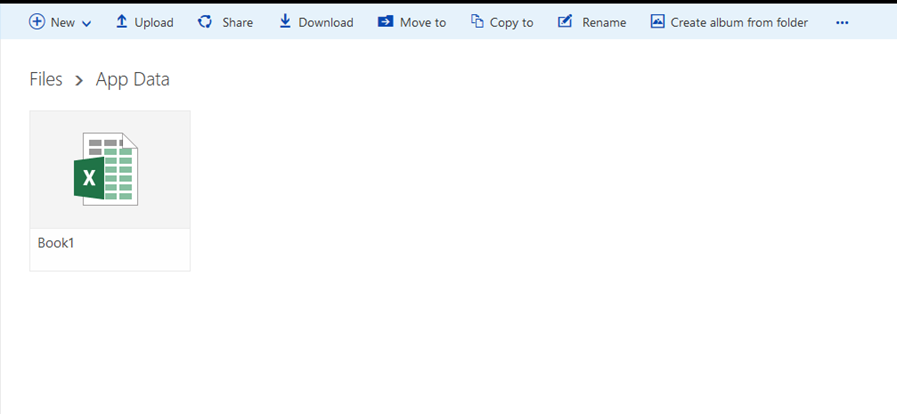 New Upload Share Download Move to Copy to Rename Create album from folder ...
Files > App Data
X
Book1